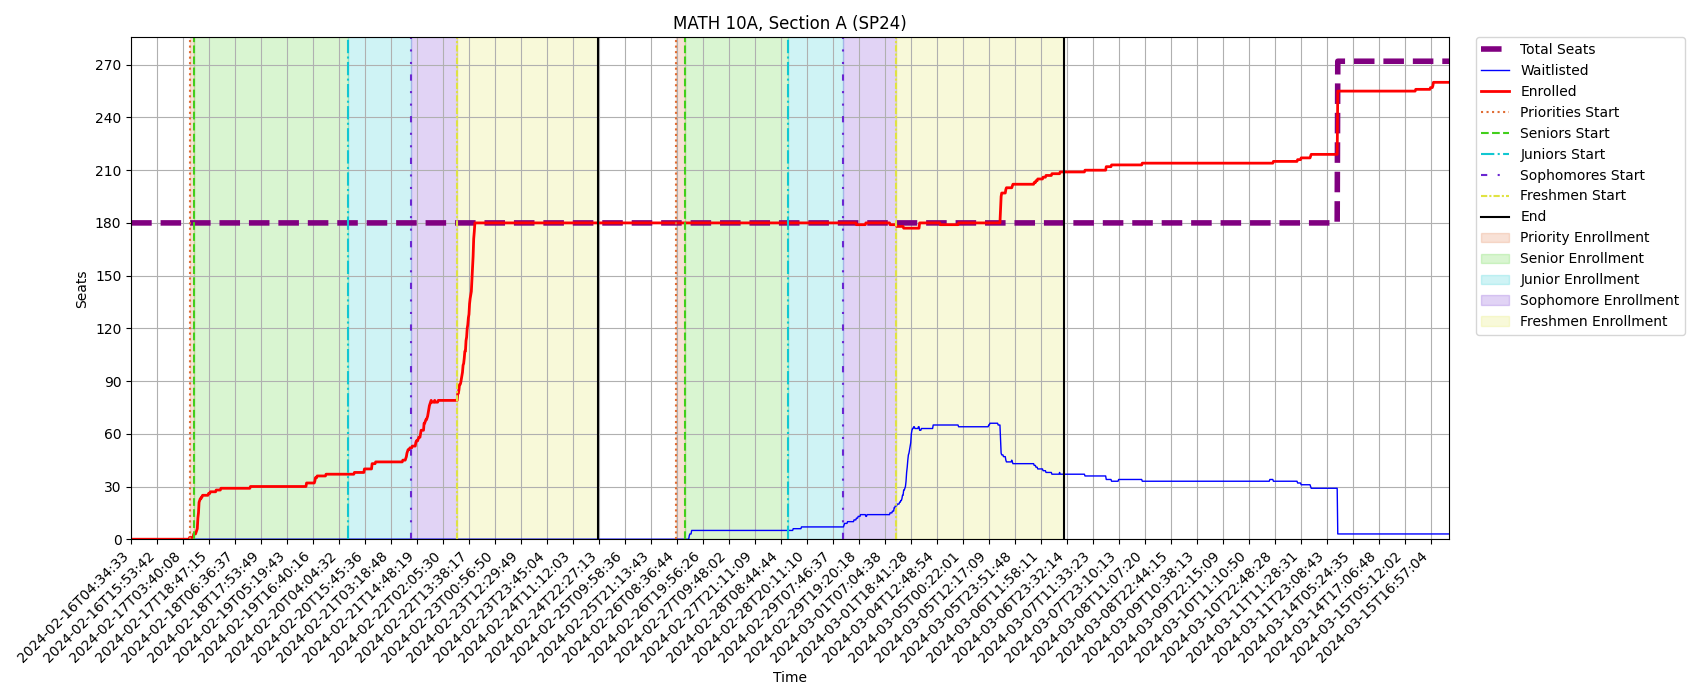 MATH 10A, Section A (SP24)
Seats
270
240
210
180
150
120
90
60
30
0
2024-02-16T04:34:33
2024-02-16T15:53:42
2024-02-17T03:40:08
2024-02-17T18:47:15
2024-02-18T06:36:37
2024-02-18T17:53:49
2024-02-19T05:19:43
2024-02-19T16:40:16
2024-02-20T04:04:32
2024-02-20T15:45:36
2024-02-21T03:18:48
2024-02-21T14:48:19
2024-02-22T02:05:30
2024-02-22T13:38:17
2024-02-23T00:56:50
2024-02-23T12:29:49
2024-02-23T23:45:04
2024-02-24T11:12:03
2024-02-24T22:27:13
2024-02-25T09:58:36
2024-02-25T21:13:43
2024-02-26T08:36:44
2024-02-26T19:56:26
2024-02-27T09:48:02
2024-02-27T21:11:09
2024-02-28T08:44:44
2024-02-28T20:11:10
2024-02-29T07:46:37
2024-02-29T19:20:18
2024-03-01T07:04:38
2024-03-01T18:41:28
2024-03-04T12:48:54
2024-03-05T00:22:01
2024-03-05T12:17:09
2024-03-05T23:51:48
2024-03-06T11:58:11
2024-03-06T23:32:14
2024-03-07T11:33:23
2024-03-07T23:10:13
2024-03-08T11:07:20
2024-03-08T22:44:15
2024-03-09T10:38:13
2024-03-09T22:15:09
2024-03-10T11:10:50
2024-03-10T22:48:28
2024-03-11T11:28:31
2024-03-11T23:08:43
2024-03-14T05:24:35
2024-03-14T17:06:48
2024-03-15T05:12:02
2024-03-15T16:57:04
Time
Total Seats
Waitlisted
Enrolled
Priorities Start
Seniors Start
Juniors Start
Sophomores Start
Freshmen Start
End
Priority Enrollment
Senior Enrollment
Junior Enrollment
Sophomore Enrollment
Freshmen Enrollment